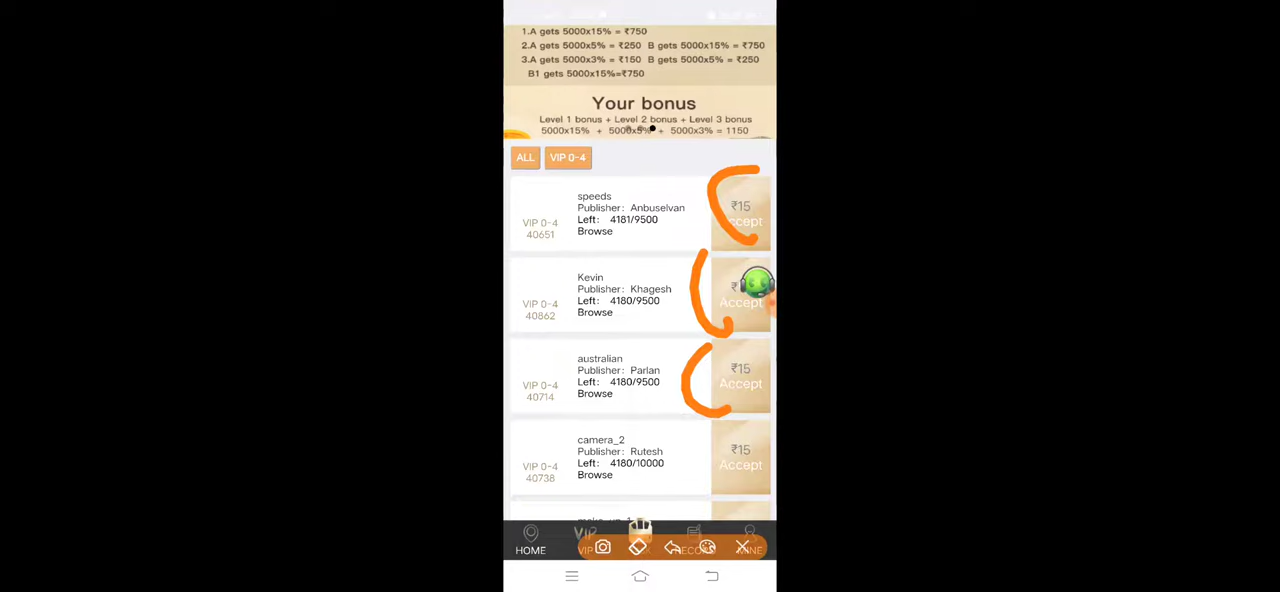 1.A gets 5000x15% = ₹750
2.A gets 5000x5% = ₹250 B gets 5000x15% = ₹750
3.A gets 5000x3% = ₹150 B gets 5000x5% = ₹250
B1 gets 5000x15%=₹750
Your bonus
Level 1 bonus + Level 2 bonus + Level 3 bonus
5000x15% + 5000x5% + 5000x3% = 1150
ALL VIP 0-4
speeds
Publisher: Anbuselvan
Left: 4181/9500
Browse
VIP 0-4
40651
₹15
Accept
Kevin
Publisher: Khagesh
Left: 4180/9500
Browse
VIP 0-4
40862
₹
Accept
australian
Publisher: Parlan
Left: 4180/9500
Browse
VIP 0-4
40714
₹15
Accept
camera_2
Publisher: Rutesh
Left: 4180/10000
Browse
VIP 0-4
40738
₹15
Accept
HOME VIP RECORD MINE